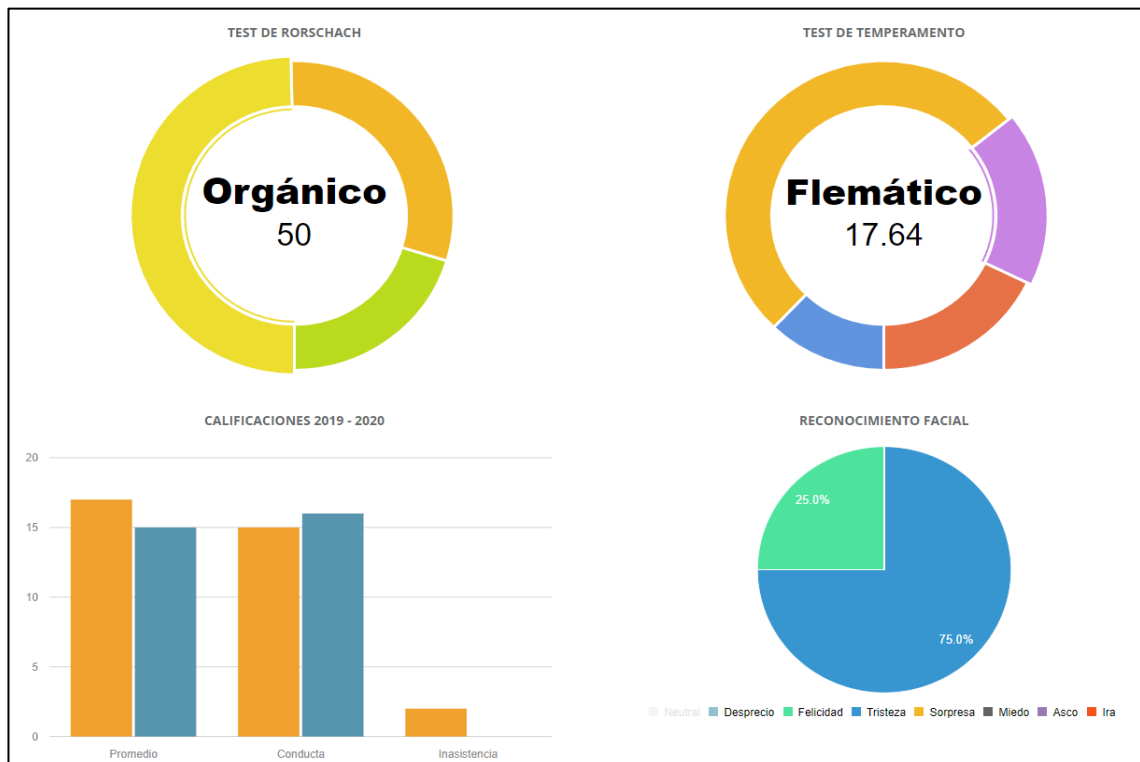 TEST DE RORSCHACH
Orgánico
50
TEST DE TEMPERAMENTO
Flemático
17.64
CALIFICACIONES 2019 - 2020
20
15
10
5
0
Promedio Conducta Inasistencia
RECONOCIMIENTO FACIAL
25.0%
75.0%
Neutral Desprecio Felicidad Tristeza Sorpresa Miedo Asco Ira